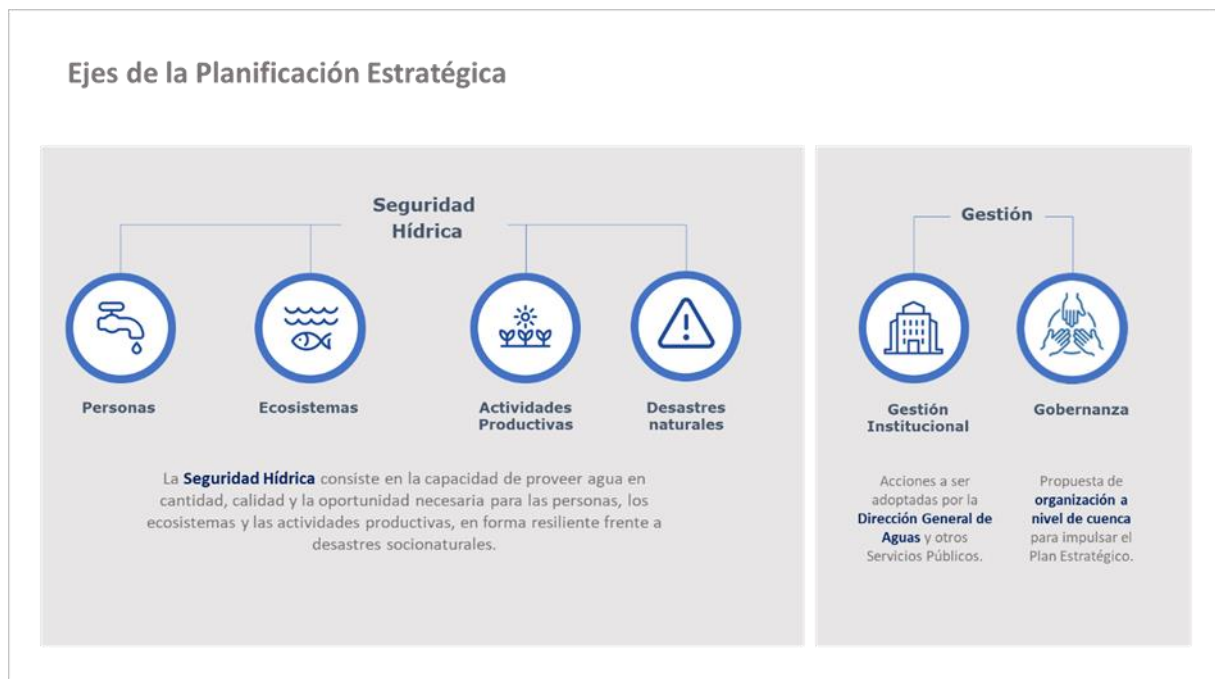 Ejes de la Planificación Estratégica
Seguridad
Hídrica
Personas
Ecosistemas
Actividades
Productivas
Desastres
naturales
La Seguridad Hídrica consiste en la capacidad de proveer agua en
cantidad, calidad y la oportunidad necesaria para las personas, los
ecosistemas y las actividades productivas, en forma resiliente frente a
desastres socionaturales.
Gestión
Gestión
Institucional
Gobernanza
Acciones a ser
adoptadas por la
Dirección General de
Aguas y otros
Servicios Públicos.
Propuesta de
organización a
nivel de cuenca
para impulsar el
Plan Estratégico.